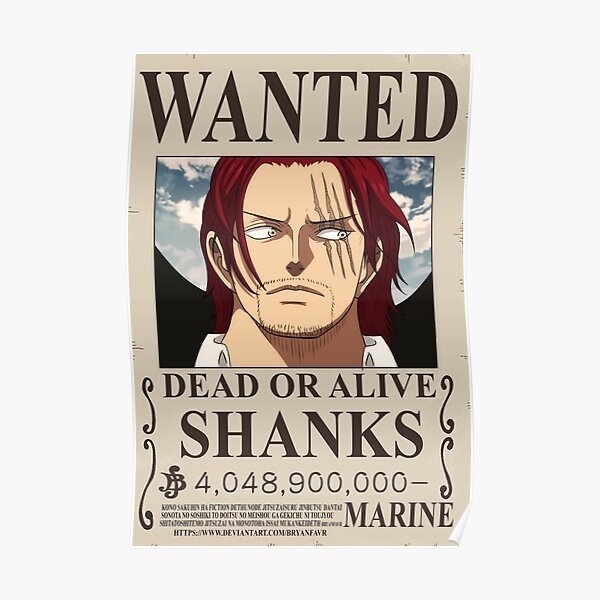 WANTED
DEAD OR ALIVE
SHANKS
4,048,900,000-
KONO SAKUHIN HA FICTION DETHUNODE JITSUZAISURU JINBUTSU DANTAI
SONOTA NO SOSHIKI TO DOITSU NO MEISHOU GA GEKICHU NI TOUJYOU
SHITATOSHITEMO JITSUZAI NA MONOTOHA ISSAI MUKANKEIDETH BRYANFAVR
MARINE
HTTPS://WWW.DEVIANTART.COM/BRYANFAVR